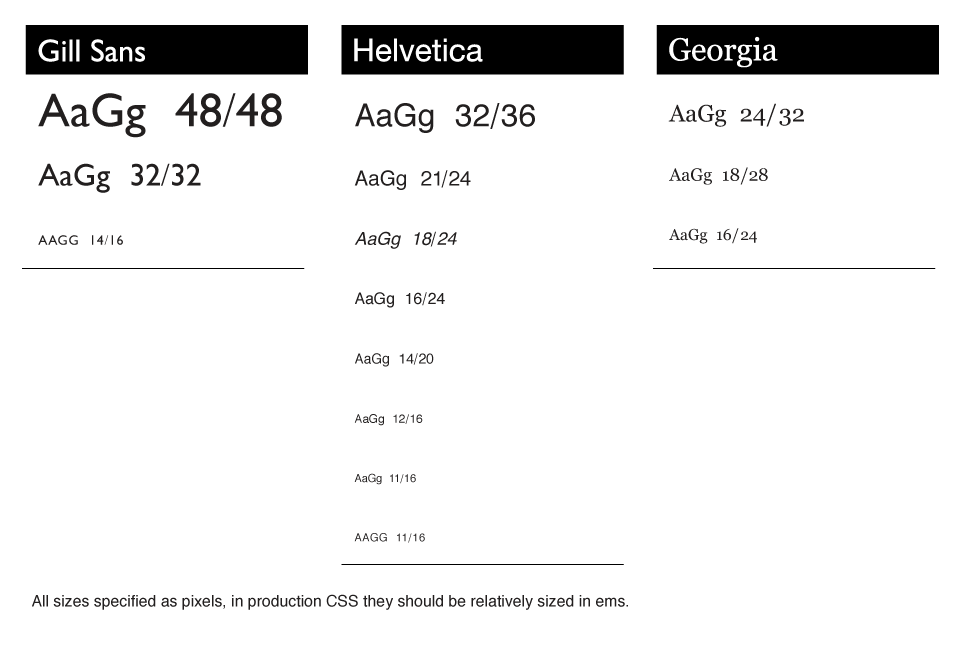 Gill Sans
AaGg 48/48
AaGg 32/32
AAGG 14/16
Helvetica
AaGg 32/36
AaGg 21/24
AaGg 18/24
AaGg 16/24
AaGg 14/20
AaGg 12/16
AaGg 11/16
AAGG 11/16
Georgia
AaGg 24/32
AaGg 18/28
AaGg 16/24
All sizes specified as pixels, in production CSS they should be relatively sized in ems.